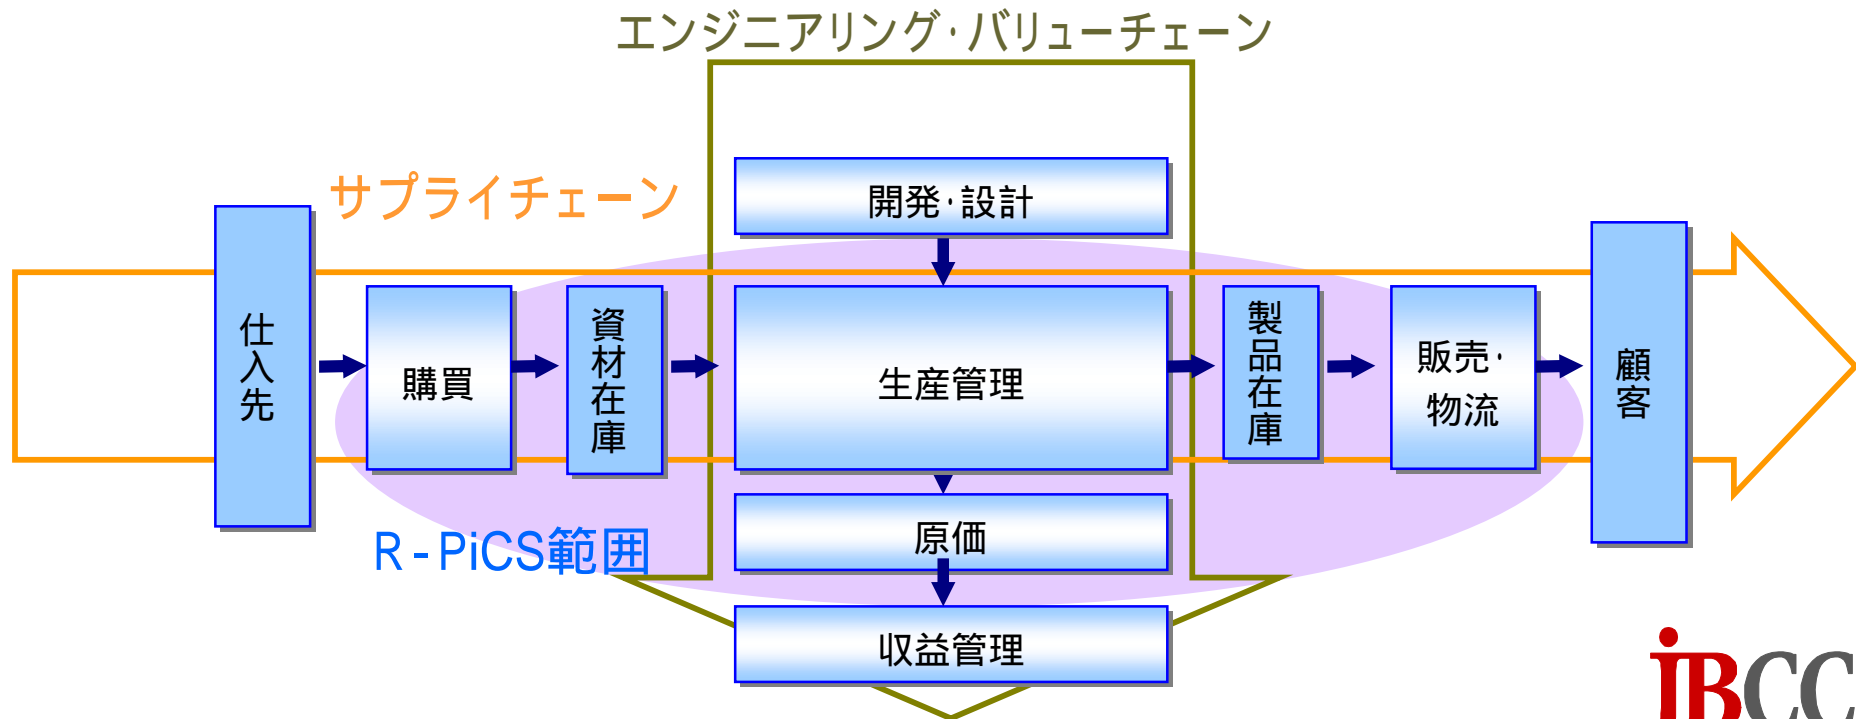 エンジニアリング・バリューチェーン
サプライチェーン
開発・設計
仕入先
購買
資材在庫
生産管理
製品在庫
販売・
物流
顧客
原価
R-PiCS範囲
収益管理
iBCC